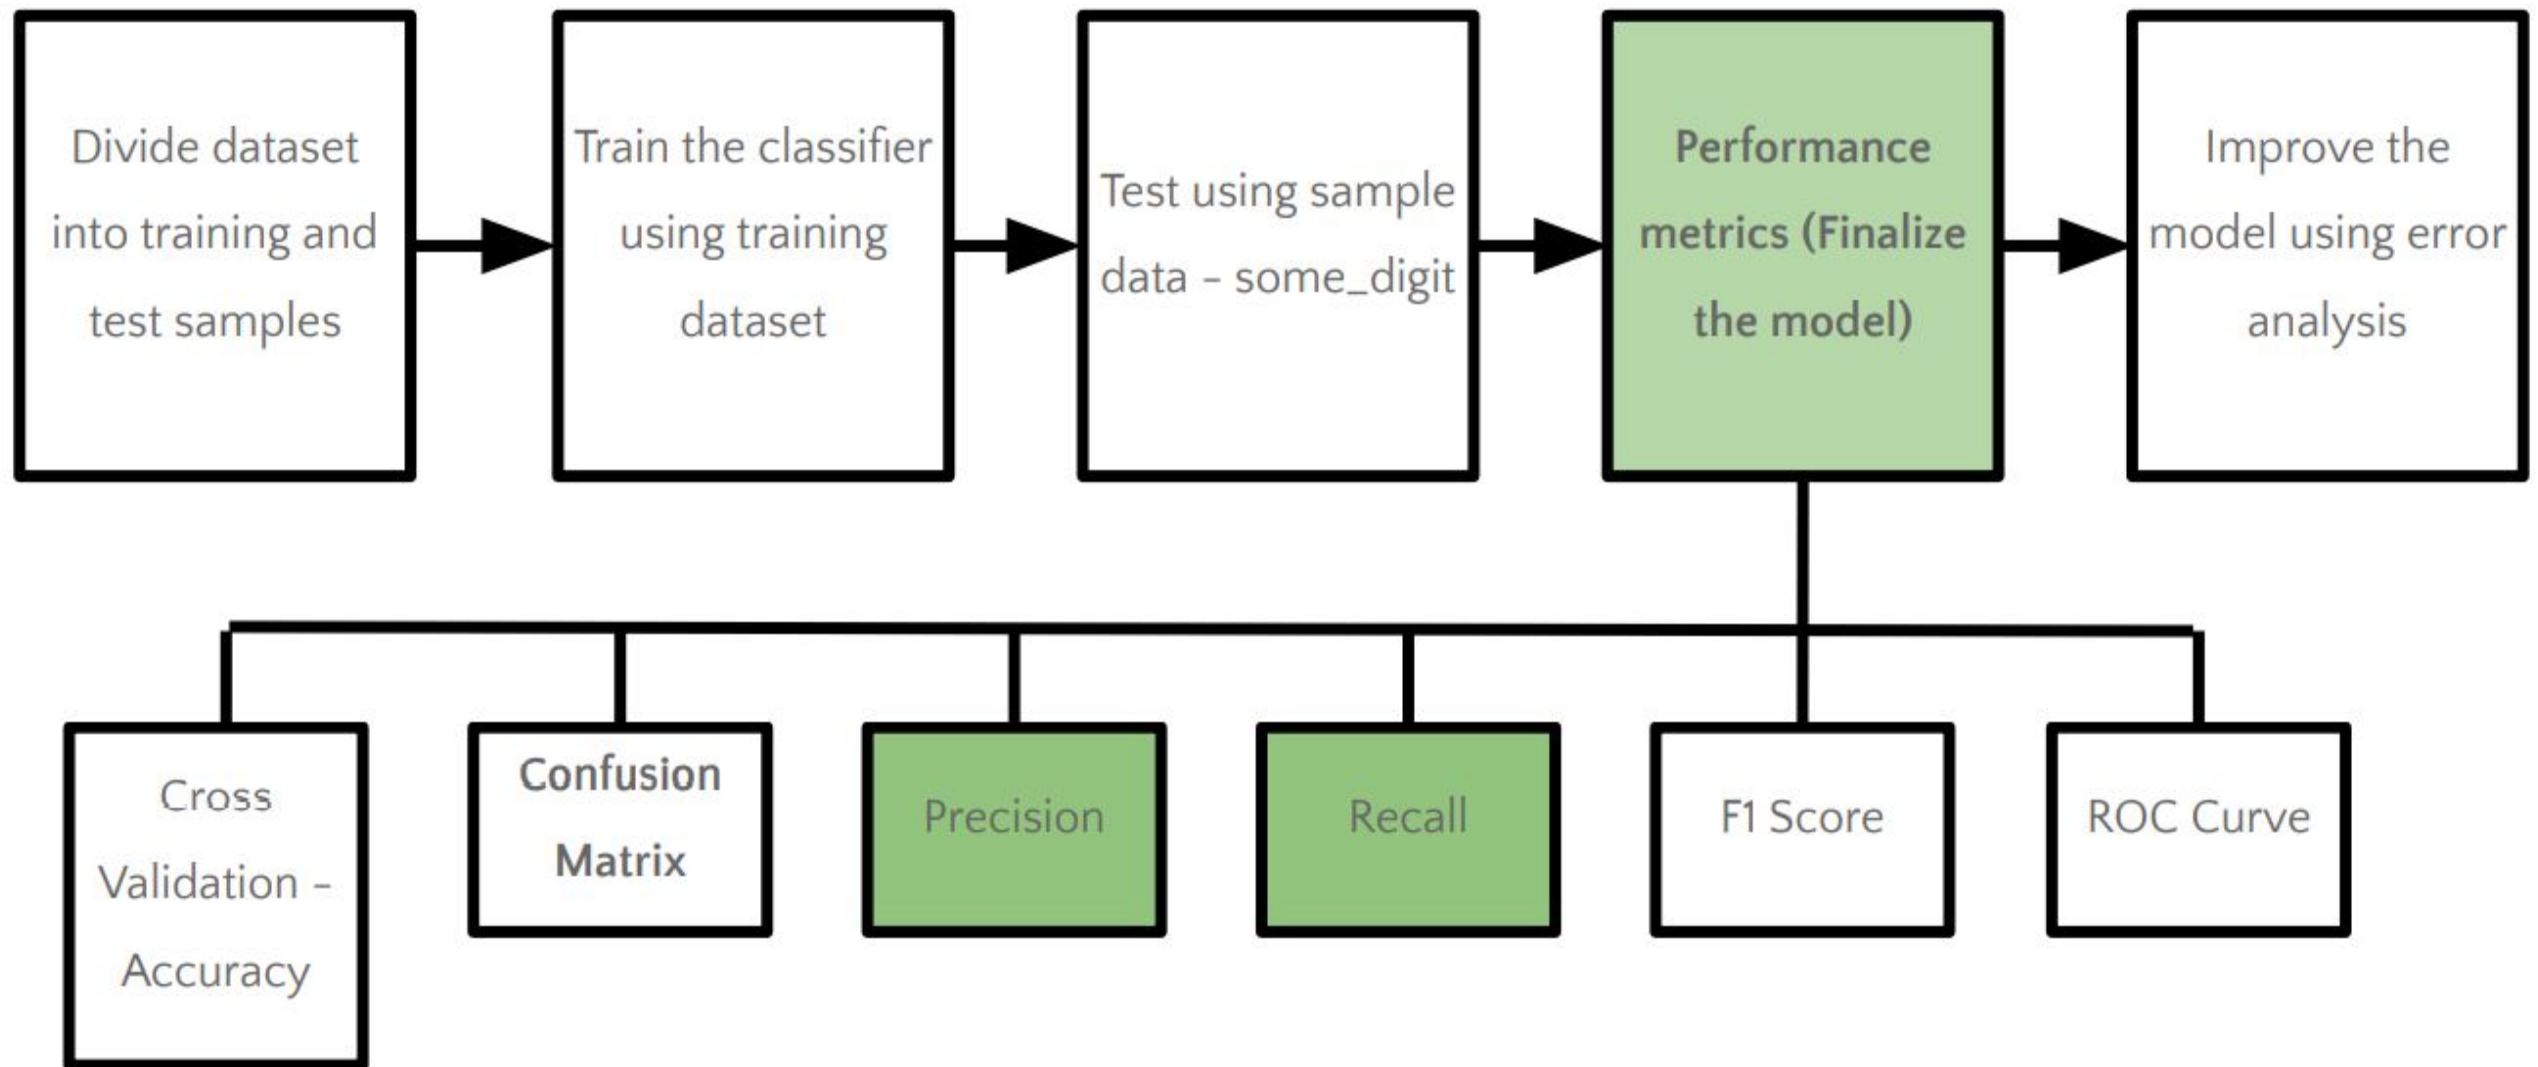 Divide dataset
into training and
test samples
Train the classifier
using training
dataset
Test using sample
data - some_digit
Performance
metrics (Finalize
the model)
Improve the
model using error
analysis
Cross
Validation -
Accuracy
Confusion
Matrix
Precision
Recall
F1 Score
ROC Curve